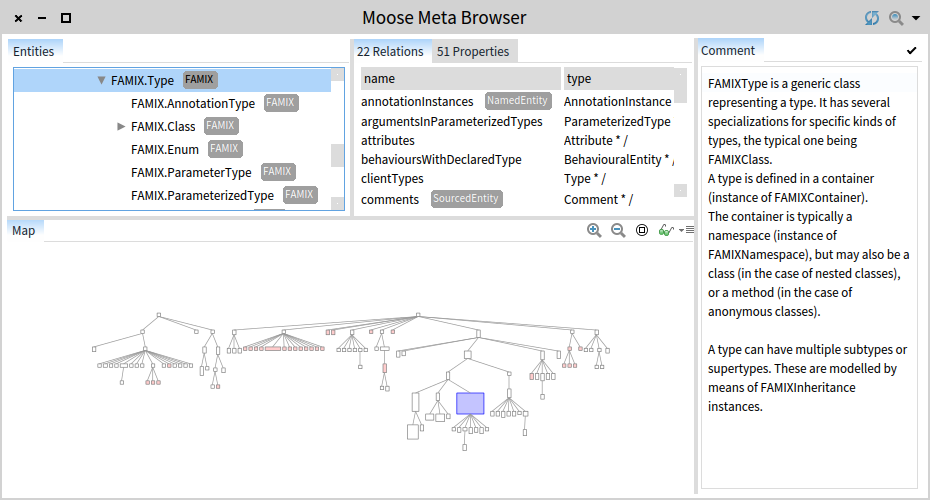 Moose Meta Browser
Entities
FAMIX.Type FAMIX
FAMIX.AnnotationType FAMIX
FAMIX.Class FAMIX
FAMIX.Enum FAMIX
FAMIX.ParameterType FAMIX
FAMIX.ParameterizedType FAMIX
22 Relations 51 Properties
name type
annotationInstances NamedEntity AnnotationInstance
argumentsInParameterizedTypes ParameterizedType
attributes Attribute * /
behavioursWithDeclaredType BehaviouralEntity * /
clientTypes Type * /
comments SourcedEntity Comment * /
Comment
FAMIXType is a generic class
representing a type. It has several
specializations for specific kinds of
types, the typical one being
FAMIXClass.
A type is defined in a container
(instance of FAMIXContainer).
The container is typically a
namespace (instance of
FAMIXNamespace), but may also be a
class (in the case of nested classes),
or a method (in the case of
anonymous classes).
A type can have multiple subtypes or
supertypes. These are modelled by
means of FAMIXInheritance
instances.
Map